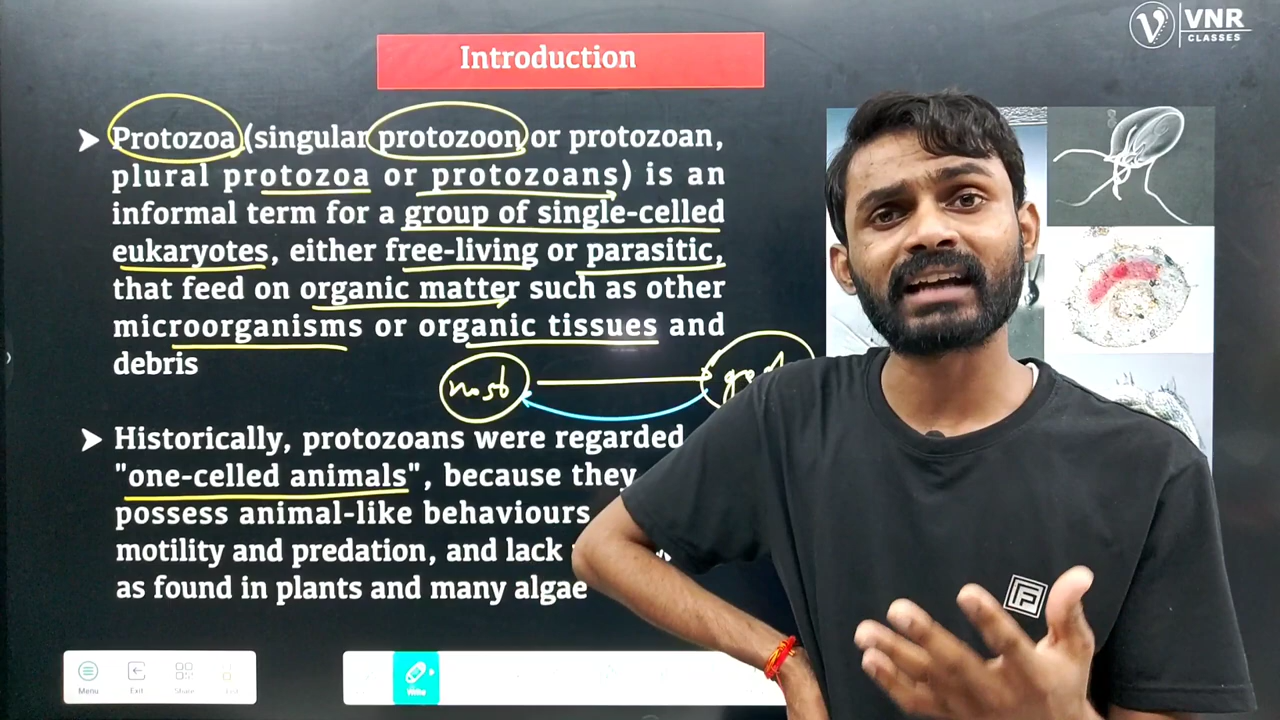 VNR
CLASSES
Introduction
➤ Protozoa (singular protozoon or protozoan,
plural protozoa or protozoans) is an
informal term for a group of single-celled
eukaryotes, either free-living or parasitic,
that feed on organic matter such as other
microorganisms or organic tissues and
debris
➤ Historically, protozoans were regarded
"one-celled animals", because they
possess animal-like behaviours
motility and predation, and lack
as found in plants and many algae
Menu Exit Share Write